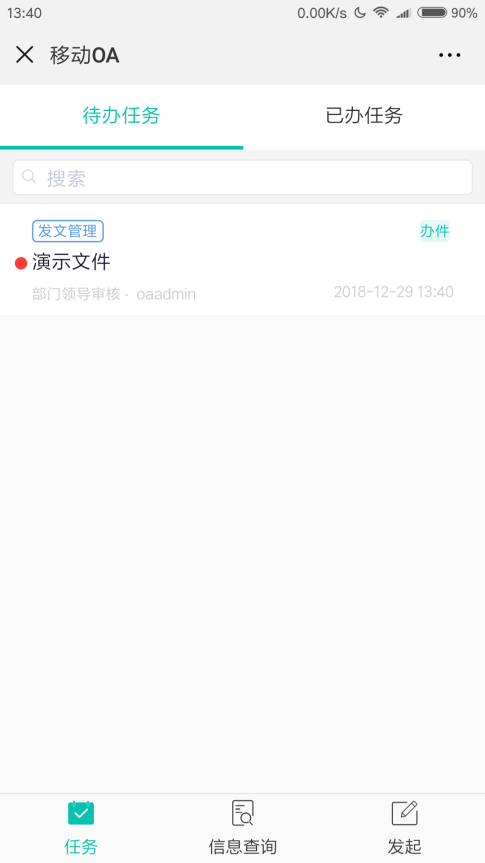 13:40 0.00K/s 90%
移动OA
待办任务 已办任务
搜索
发文管理 办件
演示文件
部门领导审核 · oaadmin 2018-12-29 13:40
任务 信息查询 发起